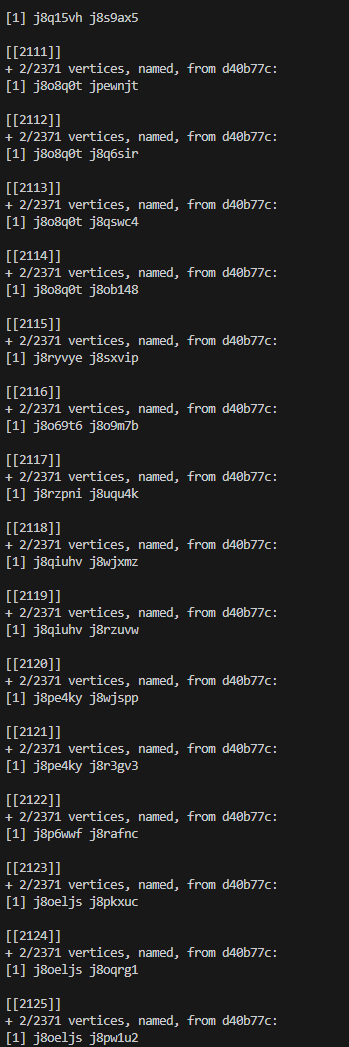 [1] j8q15vh j8s9ax5
[[2111]]
+ 2/2371 vertices, named, from d40b77c:
[1] j8o8q0t jpewnjt
[[2112]]
+ 2/2371 vertices, named, from d40b77c:
[1] j8o8q0t j8q6sir
[[2113]]
+ 2/2371 vertices, named, from d40b77c:
[1] j8o8q0t j8qswc4
[[2114]]
+ 2/2371 vertices, named, from d40b77c:
[1] j8o8q0t j8ob148
[[2115]]
+ 2/2371 vertices, named, from d40b77c:
[1] j8ryvye j8sxvip
[[2116]]
+ 2/2371 vertices, named, from d40b77c:
[1] j8o69t6 j8o9m7b
[[2117]]
+ 2/2371 vertices, named, from d40b77c:
[1] j8rzpni j8uqu4k
[[2118]]
+ 2/2371 vertices, named, from d40b77c:
[1] j8qiuhv j8wjxmz
[[2119]]
+ 2/2371 vertices, named, from d40b77c:
[1] j8qiuhv j8rzuvw
[[2120]]
+ 2/2371 vertices, named, from d40b77c:
[1] j8pe4ky j8wjspp
[[2121]]
+ 2/2371 vertices, named, from d40b77c:
[1] j8pe4ky j8r3gv3
[[2122]]
+ 2/2371 vertices, named, from d40b77c:
[1] j8p6wwf j8rafnc
[[2123]]
+ 2/2371 vertices, named, from d40b77c:
[1] j8oeljs j8pkxuc
[[2124]]
+ 2/2371 vertices, named, from d40b77c:
[1] j8oeljs j8oqrg1
[[2125]]
+ 2/2371 vertices, named, from d40b77c:
[1] j8oeljs j8pw1u2